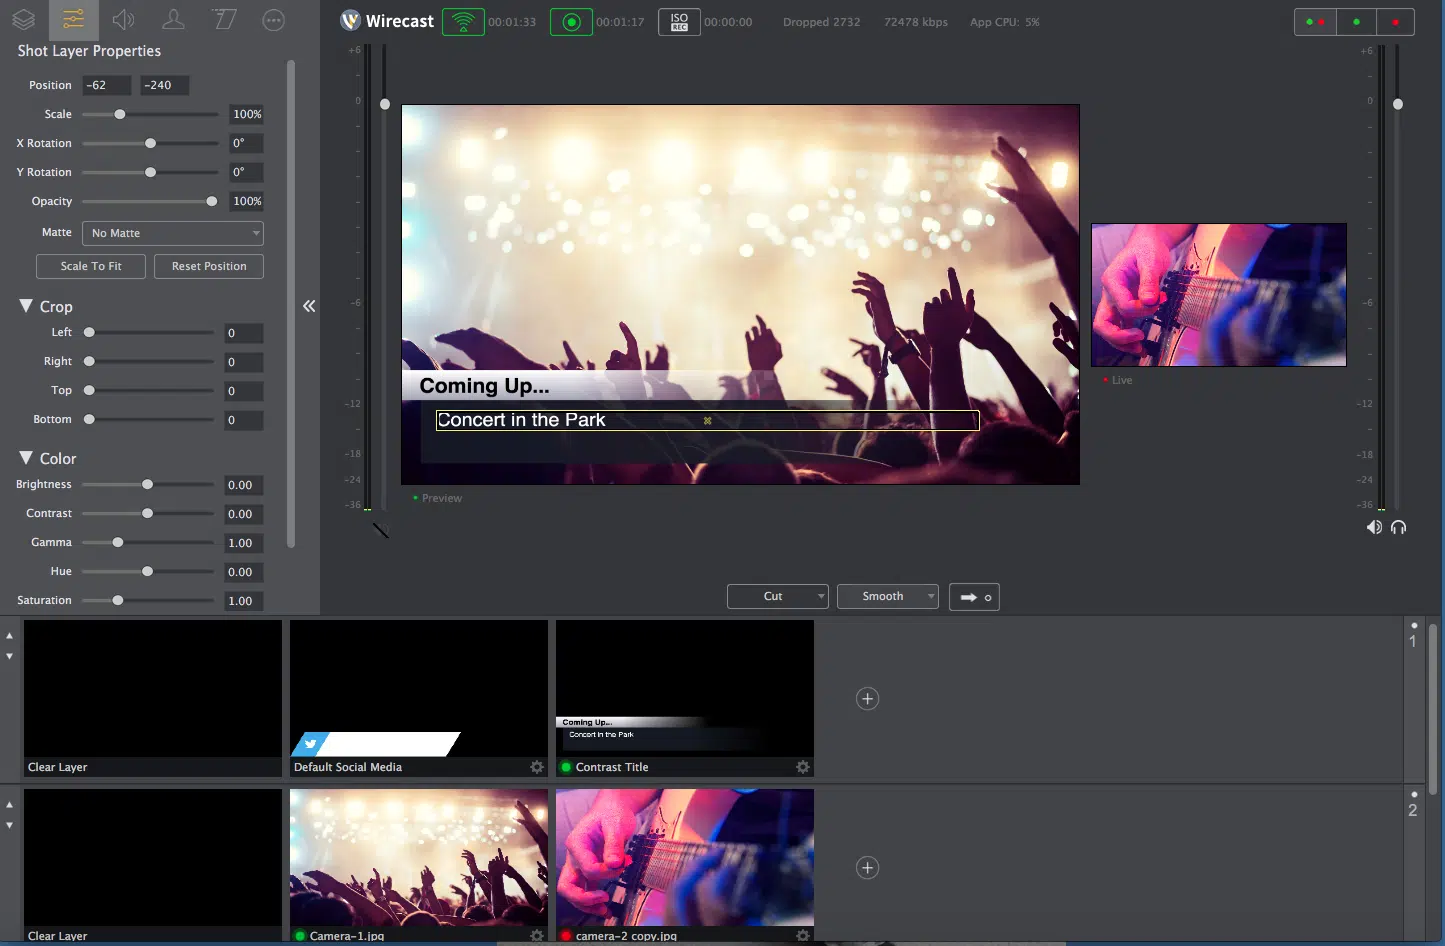 Wirecast
00:01:33
00:01:17
ISO
REC
00:00:00
Dropped 2732
72478 kbps
App CPU: 5%
Shot Layer Properties
Position -62 -240
Scale 100%
X Rotation 0°
Y Rotation 0°
Opacity 100%
Matte No Matte
Scale To Fit Reset Position
Crop
Left 0
Right 0
Top 0
Bottom 0
Color
Brightness 0.00
Contrast 0.00
Gamma 1.00
Hue 0.00
Saturation 1.00
+6
0
-6
-12
-18
-24
-36
Coming Up...
Concert in the Park
Preview
Live
+6
0
-6
-12
-18
-24
-36
Cut Smooth
Coming Up...
Concert in the Park
Clear Layer
Default Social Media
Contrast Title
1
Clear Layer
Camera-1.jpg
camera-2 copy.jpg
2